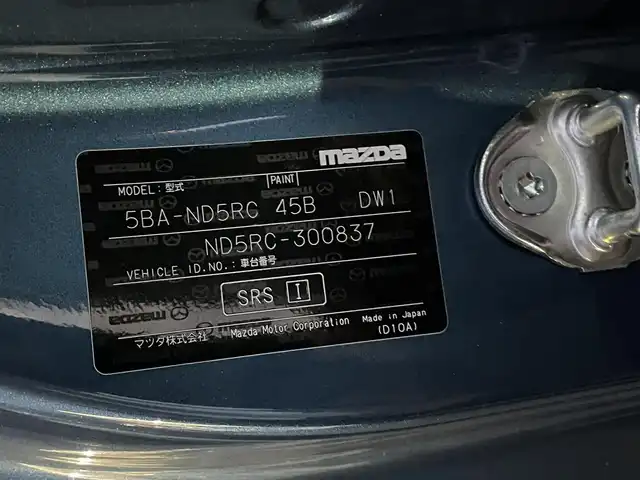 mazda
MODEL:型式 PAINT
5BA-ND5RC 45B DW1
ND5RC-300837
VEHICLE ID.NO.:車台番号
SRS I
マツダ株式会社 Mazda Motor Corporation Made in Japan
(D10A)